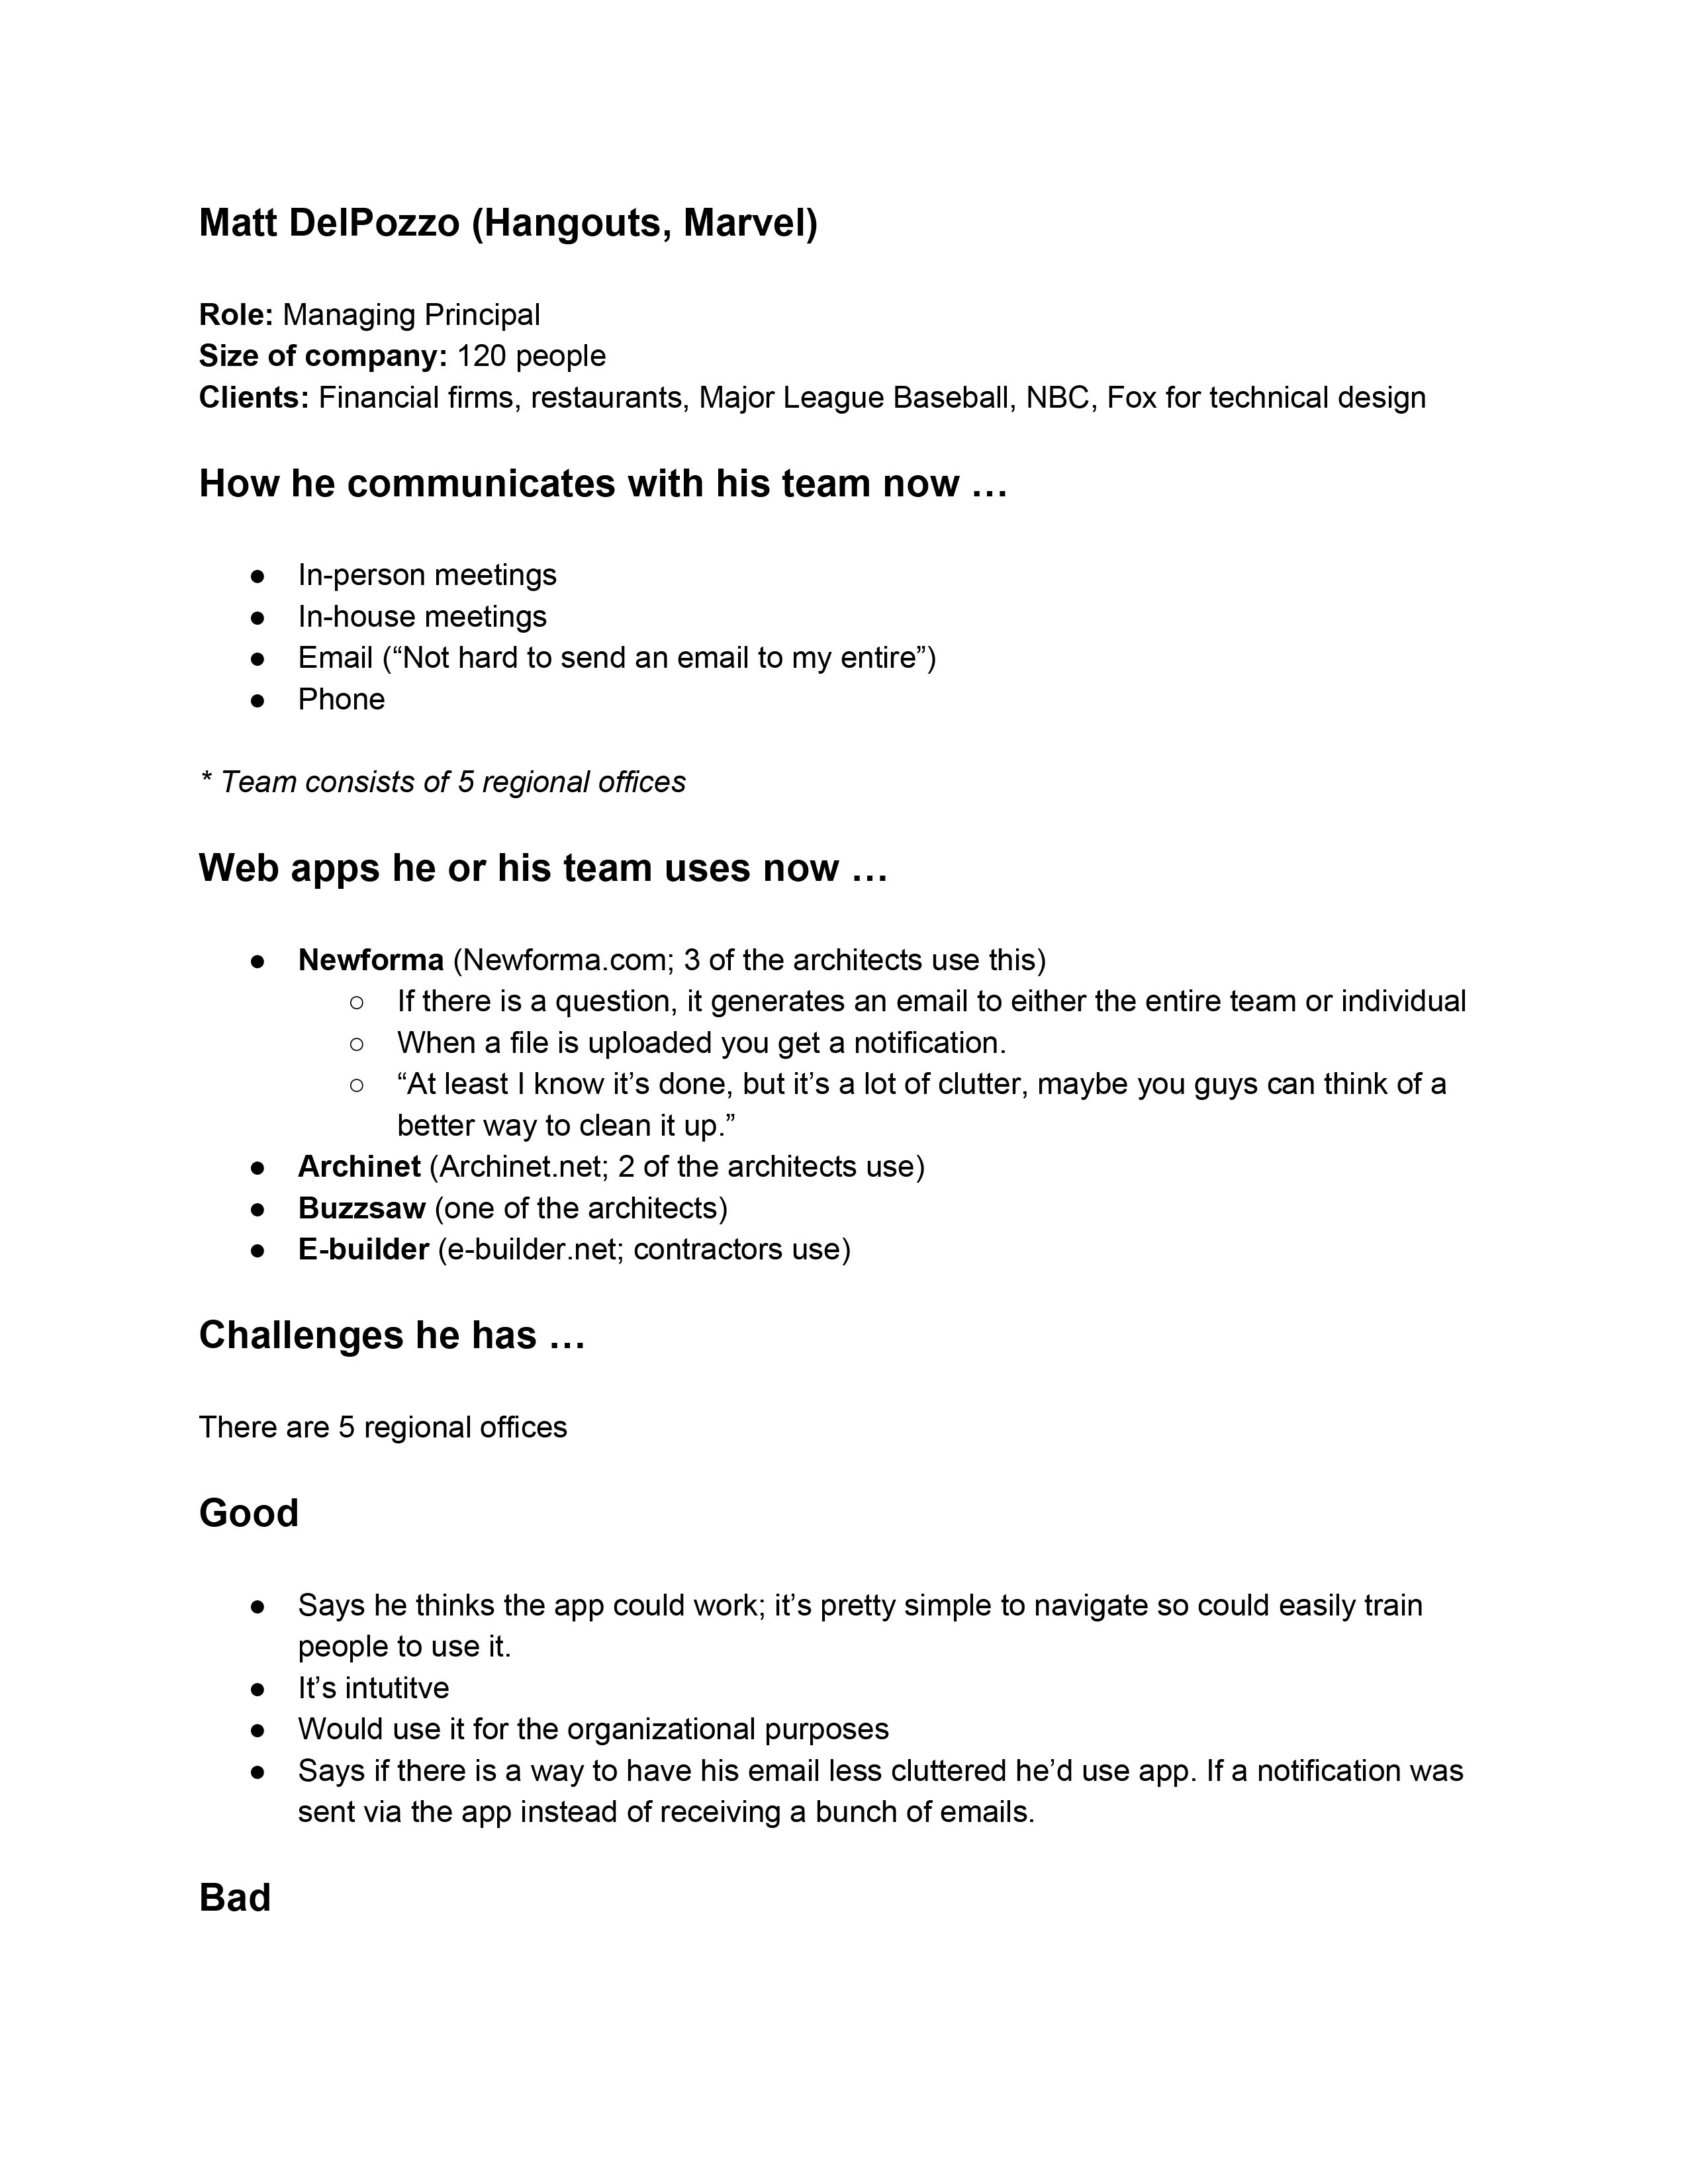 Matt DelPozzo (Hangouts, Marvel)
Role: Managing Principal
Size of company: 120 people
Clients: Financial firms, restaurants, Major League Baseball, NBC, Fox for technical design
How he communicates with his team now …
● In-person meetings
● In-house meetings
● Email (“Not hard to send an email to my entire”)
● Phone
* Team consists of 5 regional offices
Web apps he or his team uses now …
● Newforma (Newforma.com; 3 of the architects use this)
○ If there is a question, it generates an email to either the entire team or individual
○ When a file is uploaded you get a notification.
○ “At least I know it’s done, but it’s a lot of clutter, maybe you guys can think of a
better way to clean it up.”
● Archinet (Archinet.net; 2 of the architects use)
● Buzzsaw (one of the architects)
● E-builder (e-builder.net; contractors use)
Challenges he has …
There are 5 regional offices
Good
● Says he thinks the app could work; it’s pretty simple to navigate so could easily train
people to use it.
● It’s intutitve
● Would use it for the organizational purposes
● Says if there is a way to have his email less cluttered he’d use app. If a notification was
sent via the app instead of receiving a bunch of emails.
Bad